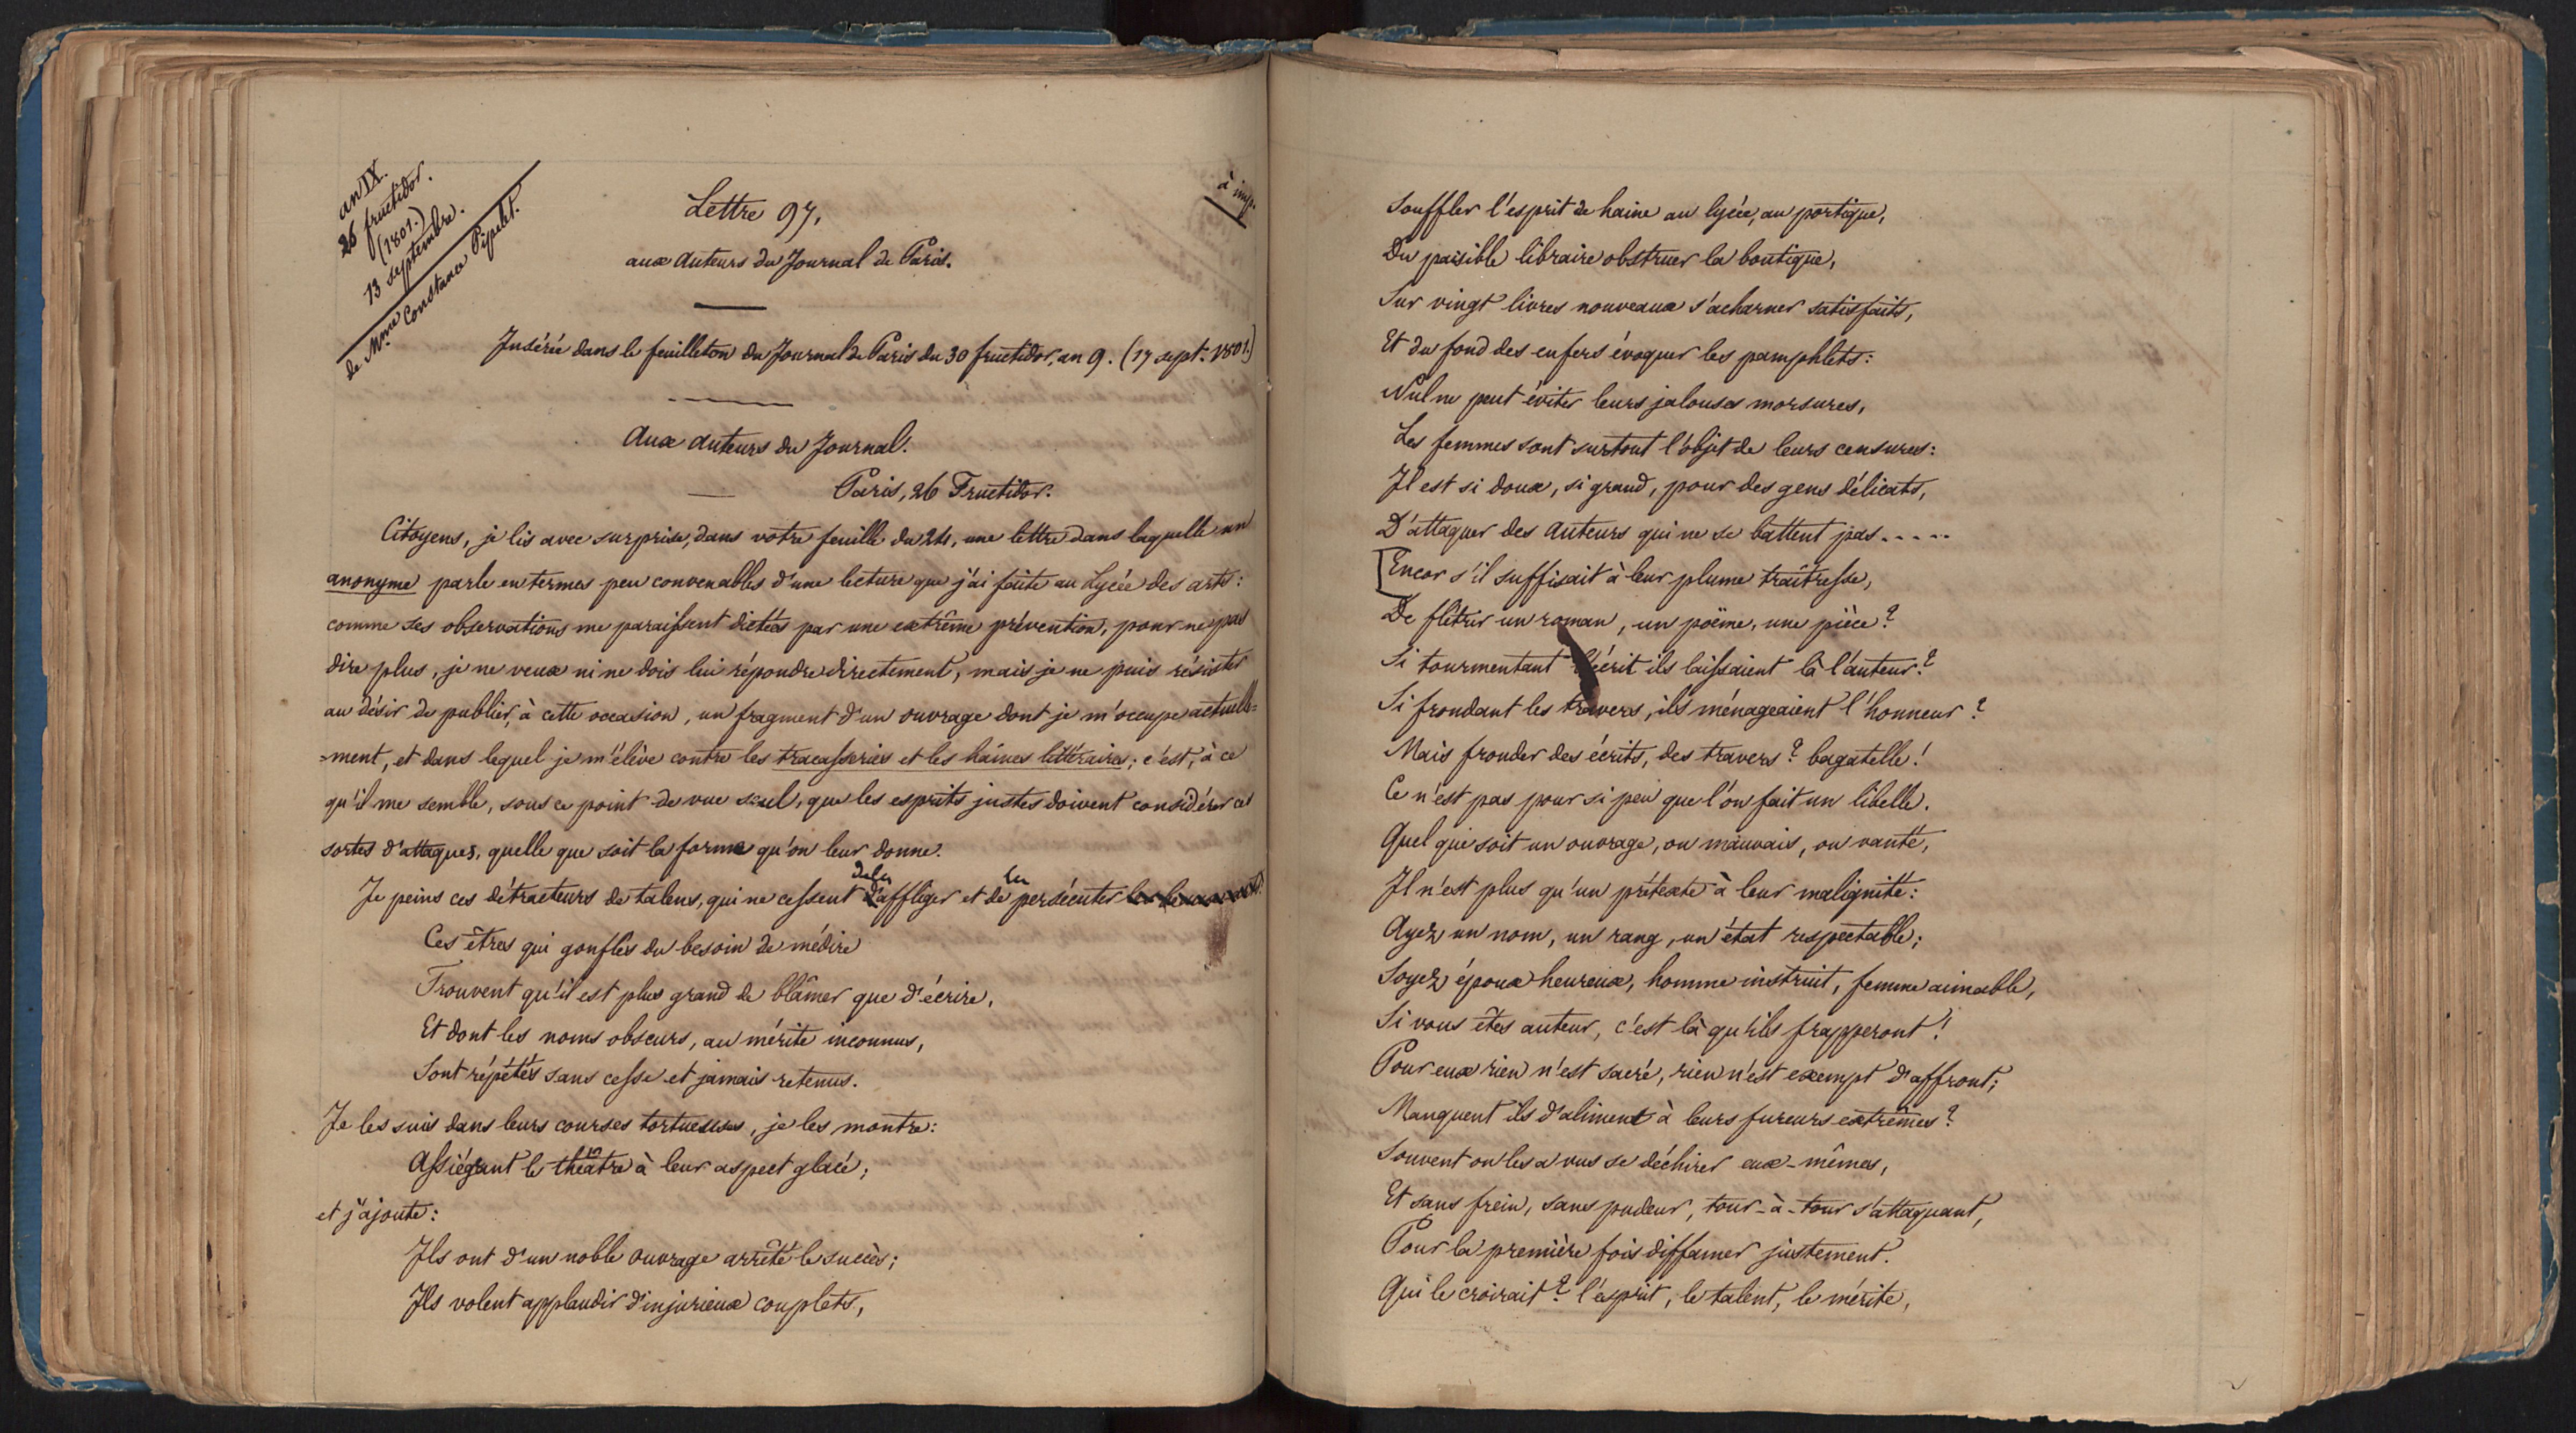 an IX.
26 fructidor.
(1801.)
13 septembre.
de Mme Constance Pipelet.
à imp.
Lettre 97,
aux Auteurs du Journal de Paris.
Insérée dans le feuilleton du Journal de Paris du 30 fructidor, an 9. (17 sept. 1801.)
Aux Auteurs du Journal.
Paris, 26 Fructidor.
Citoyens, je lis avec surprise, dans votre feuille du 24, une lettre dans laquelle un
anonyme parle en termes peu convenables d'une lecture que j'ai faite au Lycée des arts:
comme ses observations me paraissent dictées par une extrême prévention, pour ne pas
dire plus, je ne veux ni ne dois lui répondre directement, mais je ne puis résister
au désir de publier, à cette occasion, un fragment d'un ouvrage dont je m'occupe actuelle=
=ment, et dans lequel je m'élève contre les tracasseries et les haines littéraires; c'est, à ce
qu'il me semble, sous ce point de vue seul, que les esprits justes doivent considérer ces
sortes d'attaques, quelle que soit la forme qu'on leur donne.
Je peins ces détracteurs de talens, qui ne cessent de les d'affliger et de les persécuter
Ces êtres qui gonflés du besoin de médire
Trouvent qu'il est plus grand de blâmer que d'écrire,
Et dont les noms obscurs, au mérite inconnus,
Sont répétés sans cesse et jamais retenus.
Je les suis dans leurs courses tortueuses, je les montre:
Assiégeant le théâtre à leur aspect glacé;
et j'ajoute:
Ils ont d'un noble ouvrage arrêté le succès;
Ils volent applaudir d'injurieux couplets,
Souffler l'esprit de haine au lycée, au portique,
Du paisible libraire obstruer la boutique,
Sur vingt livres nouveaux s'acharner satisfaits,
Et du fond des enfers évoquer les pamphlets:
Nul ne peut éviter leurs jalouses morsures,
Les femmes sont surtout l'objet de leurs censures:
Il est si doux, si grand, pour des gens délicats,
D'attaquer des Auteurs qui ne se battent pas.....
[Encor s'il suffisait à leur plume traîtresse,
De flétrir un roman, un poëme, une pièce?
Si tourmentant l'écrit ils laissaient là l'auteur?
Si frondant les travers, ils ménageaient l'honneur?
Mais fronder des écrits, des travers? bagatelle!
Ce n'est pas pour si peu que l'on fait un libelle.
Quel que soit un ouvrage, ou mauvais, ou vanté,
Il n'est plus qu'un prétexte à leur malignité:
Ayez un nom, un rang, un état respectable;
Soyez époux heureux, homme instruit, femme aimable,
Si vous êtes auteur, c'est là qu'ils frapperont!
Pour eux rien n'est sacré, rien n'est exempt d'affront;
Manquent ils d'aliment à leurs fureurs extrêmes?
Souvent on les a vus se déchirer eux-mêmes,
Et sans frein, sans pudeur, tour-à-tour s'attaquant,
Pour la première fois diffamer justement.
Qui le croirait? l'esprit, le talent, le mérite,